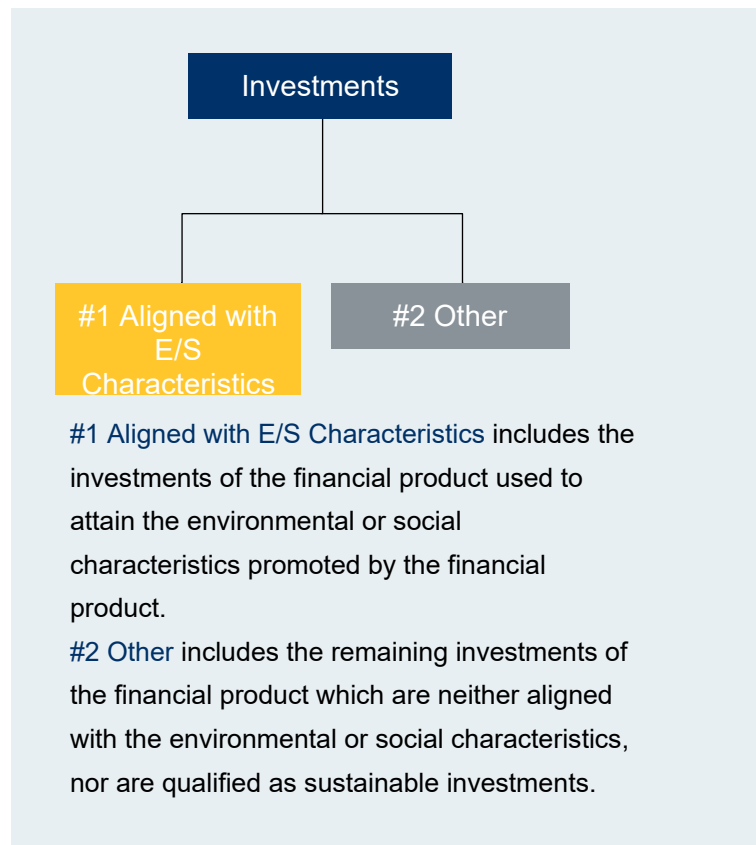 Investments
#1 Aligned with
E/S
Characteristics
#2 Other
#1 Aligned with E/S Characteristics includes the
investments of the financial product used to
attain the environmental or social
characteristics promoted by the financial
product.
#2 Other includes the remaining investments of
the financial product which are neither aligned
with the environmental or social characteristics,
nor are qualified as sustainable investments.